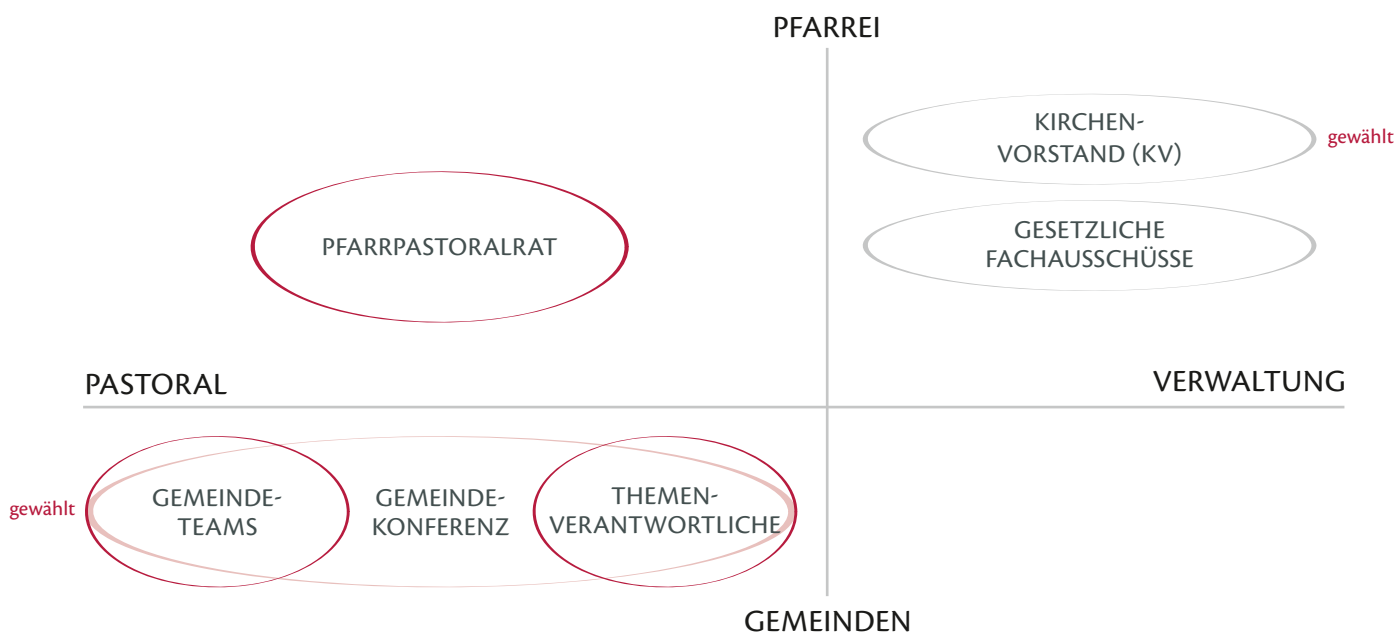 PFARREI
KIRCHEN-
VORSTAND (KV)
gewählt
PFARRPASTORALRAT
GESETZLICHE
FACHAUSSCHÜSSE
PASTORAL
VERWALTUNG
gewählt
GEMEINDE-
TEAMS
GEMEINDE-
KONFERENZ
THEMEN-
VERANTWORTLICHE
GEMEINDEN